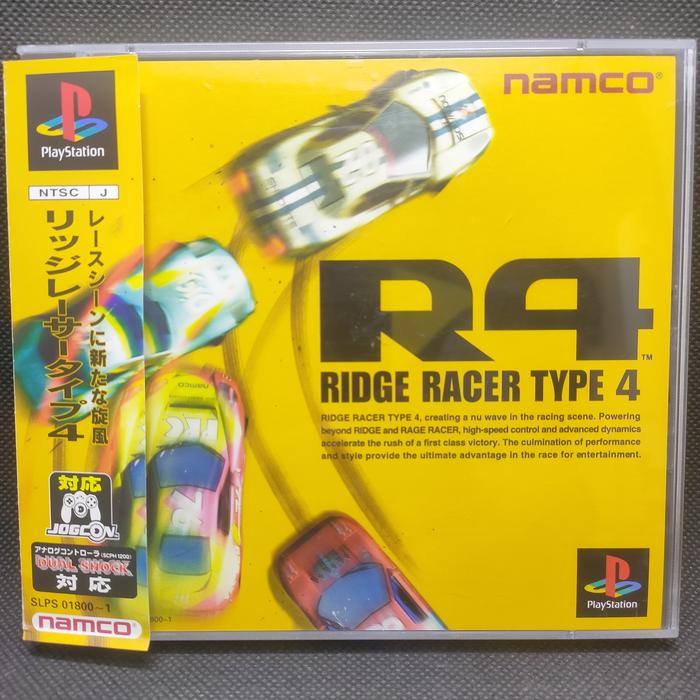 PlayStation
NTSC J
レースシーンに新たな旋風
リッジレーサータイプ4
対応
JOGCON
アナログコントローラ(SCPH 1200)
DUAL SHOCK
対応
SLPS 01800~1
namco
namco
R4
RIDGE RACER TYPE 4
RIDGE RACER TYPE 4, creating a nu wave in the racing scene. Powering
beyond RIDGE and RAGE RACER, high-speed control and advanced dynamics
accelerate the rush of a first class victory. The culmination of performance
and style provide the ultimate advantage in the race for entertainment.
namco
PlayStation